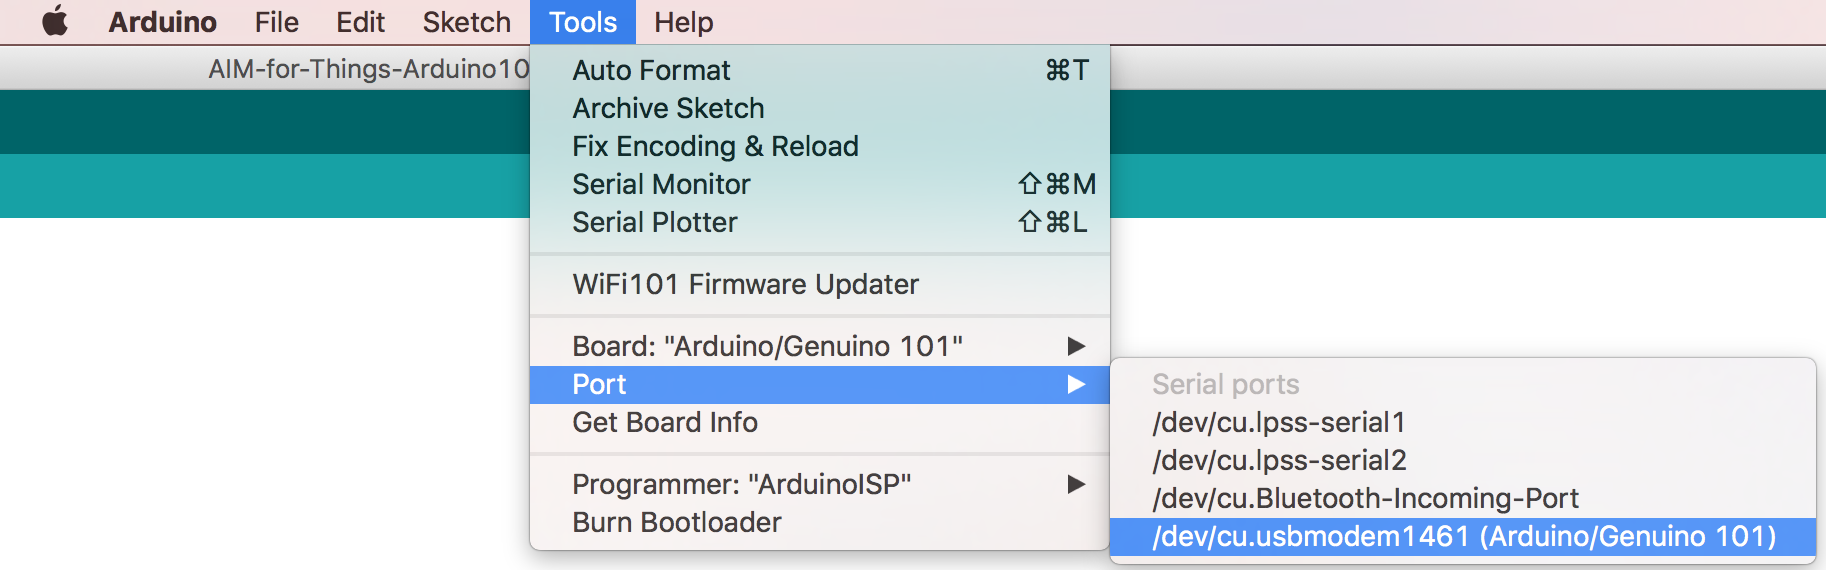 Arduino File Edit Sketch Tools Help
AIM-for-Things-Arduino10
Auto Format ⌘T
Archive Sketch
Fix Encoding & Reload
Serial Monitor ⇧⌘M
Serial Plotter ⇧⌘L
WiFi101 Firmware Updater
Board: "Arduino/Genuino 101"
Port
Get Board Info
Programmer: "ArduinoISP"
Burn Bootloader
Serial ports
/dev/cu.lpss-serial1
/dev/cu.lpss-serial2
/dev/cu.Bluetooth-Incoming-Port
/dev/cu.usbmodem1461 (Arduino/Genuino 101)